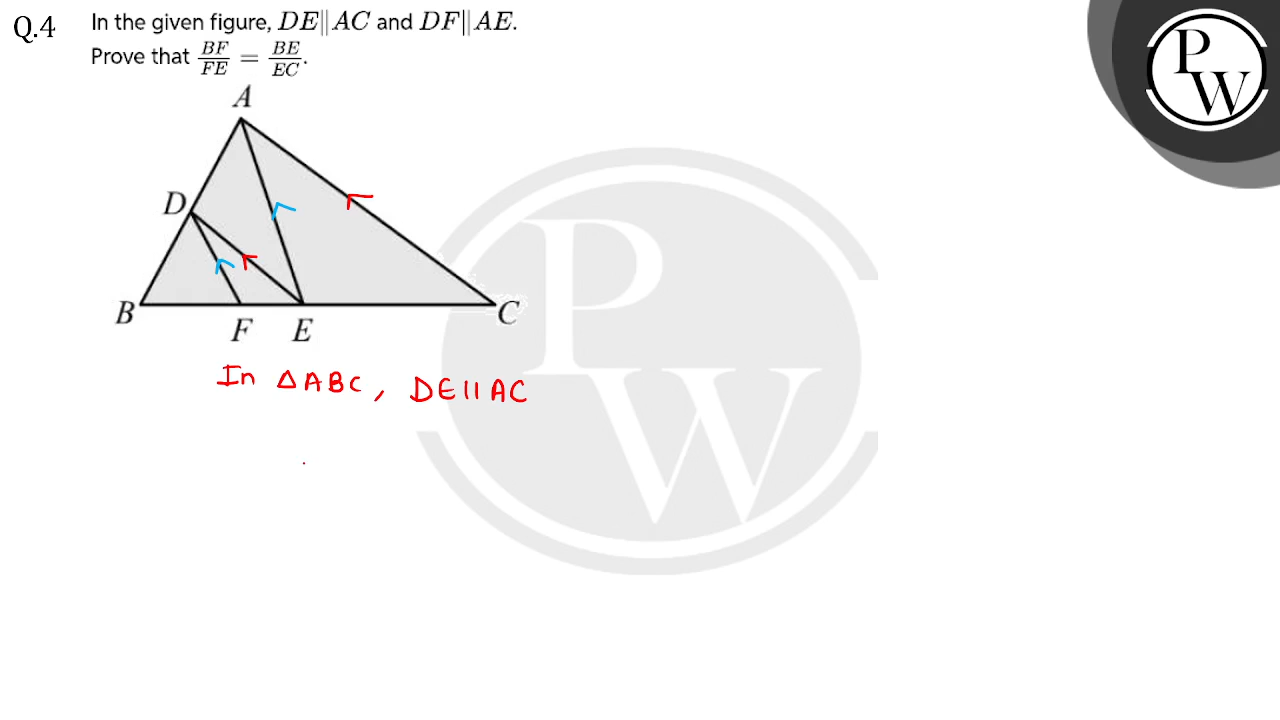 Q.4 In the given figure, DE||AC and DF||AE.
Prove that BF/FE = BE/EC.
A
D
B
F E
C
In △ABC, DE||AC
P
W
P
W